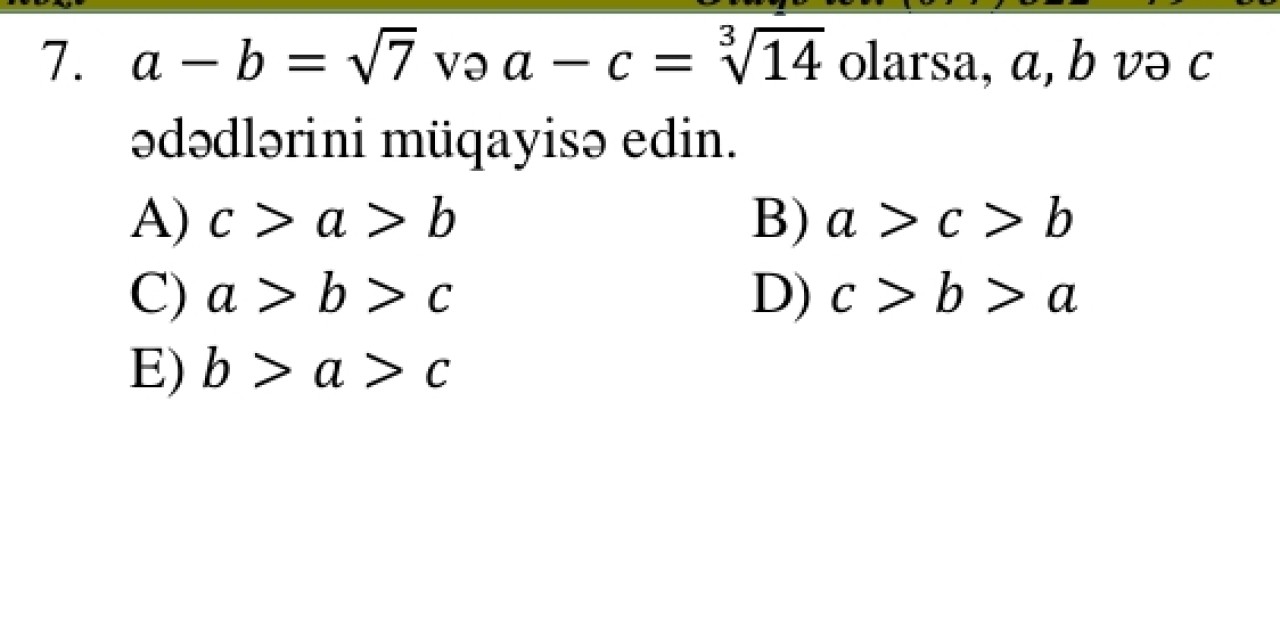 7. a − b = √7 və a − c = ∛14 olarsa, a, b və c
ədədlərini müqayisə edin.
A) c > a > b B) a > c > b
C) a > b > c D) c > b > a
E) b > a > c